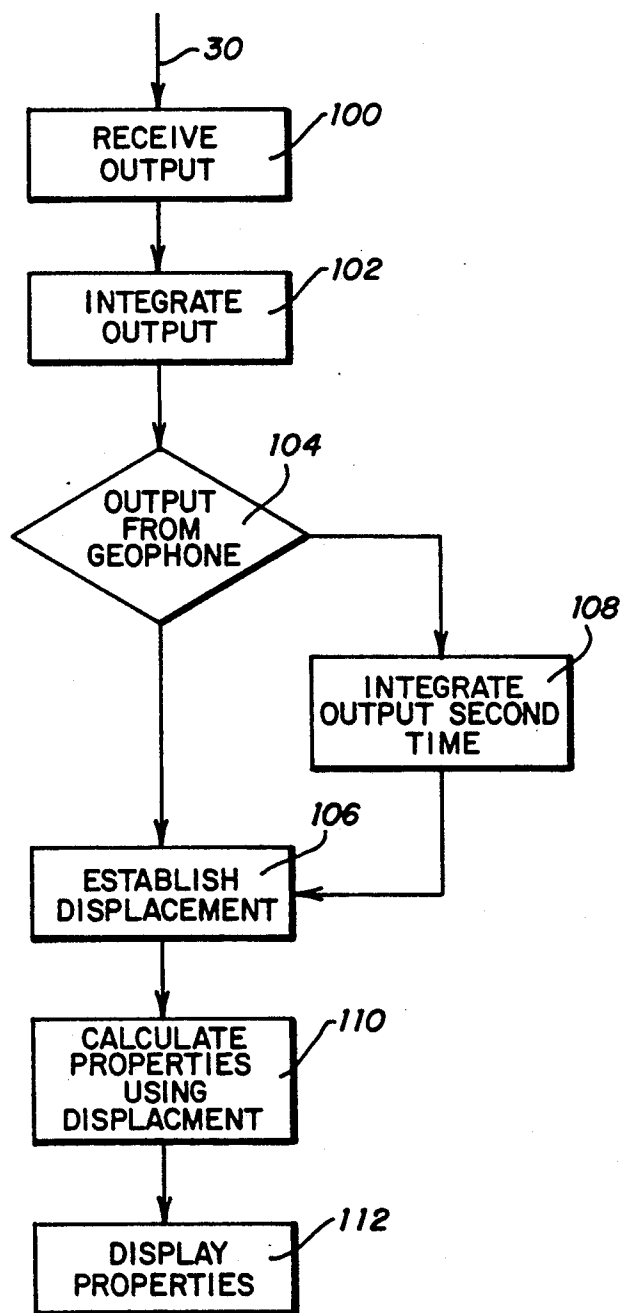 30
100
RECEIVE
OUTPUT
102
INTEGRATE
OUTPUT
104
OUTPUT
FROM
GEOPHONE
108
INTEGRATE
OUTPUT SECOND
TIME
106
ESTABLISH
DISPLACEMENT
110
CALCULATE
PROPERTIES
USING
DISPLACMENT
112
DISPLAY
PROPERTIES